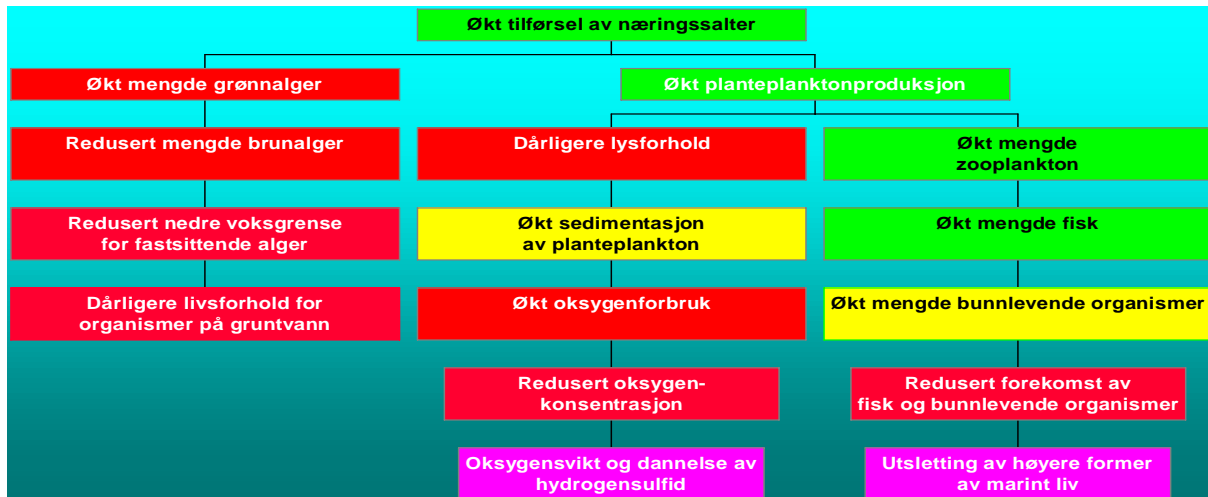 Økt tilførsel av næringssalter
Økt mengde grønnalger
Økt planteplanktonproduksjon
Redusert mengde brunalger
Dårligere lysforhold
Økt mengde
zooplankton
Redusert nedre voksgrense
for fastsittende alger
Økt sedimentasjon
av planteplankton
Økt mengde fisk
Dårligere livsforhold for
organismer på gruntvann
Økt oksygenforbruk
Økt mengde bunnlevende organismer
Redusert oksygen-
konsentrasjon
Redusert forekomst av
fisk og bunnlevende organismer
Oksygensvikt og dannelse av
hydrogensulfid
Utsletting av høyere former
av marint liv